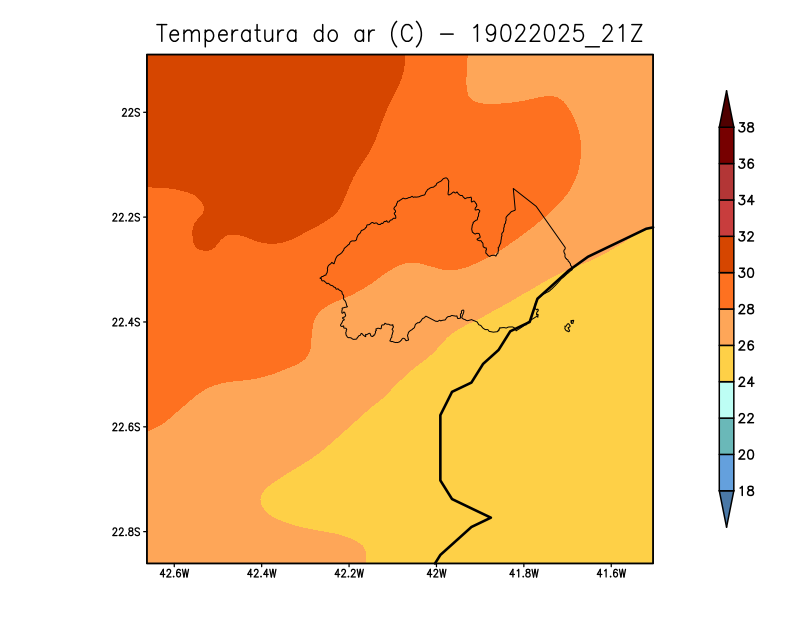 Temperatura do ar (C) - 19022025_21Z
22S
22.2S
22.4S
22.6S
22.8S
42.6W
42.4W
42.2W
42W
41.8W
41.6W
38
36
34
32
30
28
26
24
22
20
18